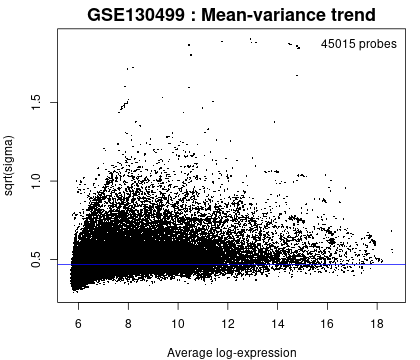 GSE130499 : Mean-variance trend
45015 probes
sqrt(sigma)
1.5
1.0
0.5
6 8 10 12 14 16 18
Average log-expression